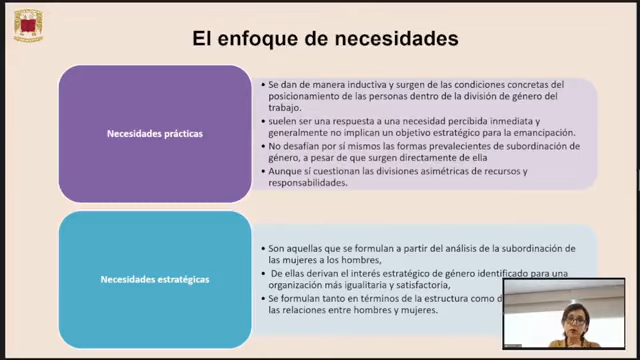 El enfoque de necesidades
Necesidades prácticas
• Se dan de manera inductiva y surgen de las condiciones concretas del
posicionamiento de las personas dentro de la división de género del
trabajo.
• suelen ser una respuesta a una necesidad percibida inmediata y
generalmente no implican un objetivo estratégico para la emancipación.
• No desafían por sí mismos las formas prevalecientes de subordinación de
género, a pesar de que surgen directamente de ella
• Aunque sí cuestionan las divisiones asimétricas de recursos y
responsabilidades.
Necesidades estratégicas
• Son aquellas que se formulan a partir del análisis de la subordinación de
las mujeres a los hombres,
• De ellas derivan el interés estratégico de género identificado para una
organización más igualitaria y satisfactoria,
• Se formulan tanto en términos de la estructura como
las relaciones entre hombres y mujeres.